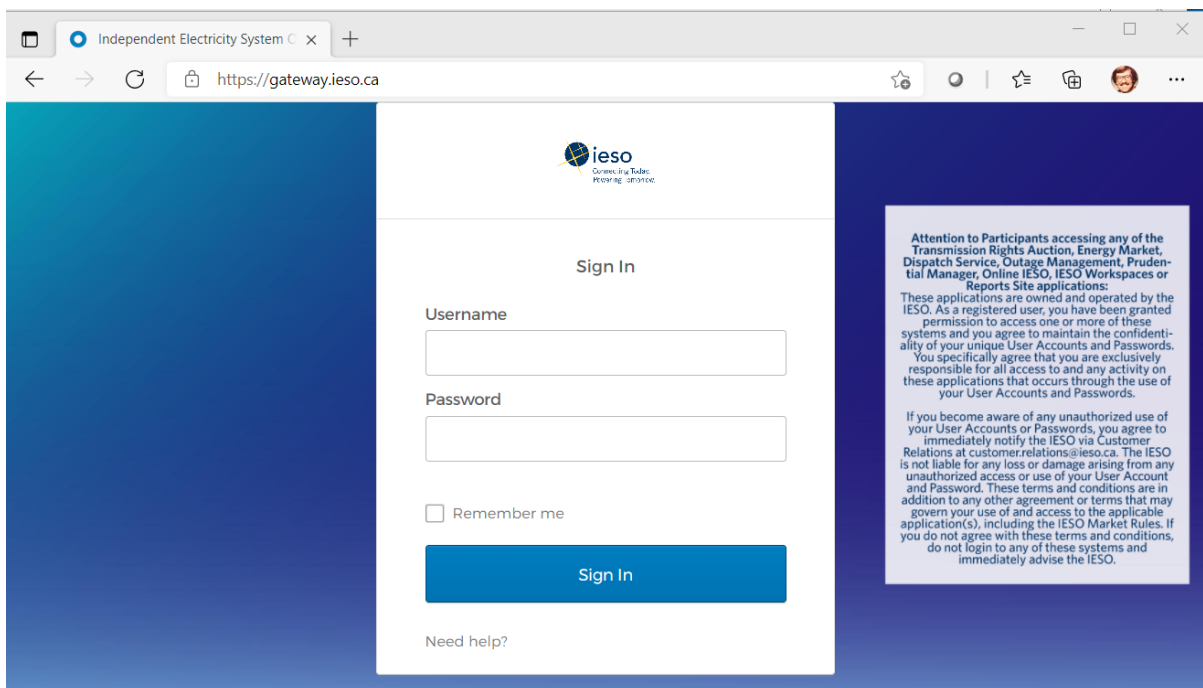 Independent Electricity System
https://gateway.ieso.ca
ieso
Connecting Today.
Powering Tomorrow.
Sign In
Username
Password
Remember me
Sign In
Need help?
Attention to Participants accessing any of the
Transmission Rights Auction, Energy Market,
Dispatch Service, Outage Management, Pruden-
tial Manager, Online IESO, IESO Workspaces or
Reports Site applications:
These applications are owned and operated by the
IESO. As a registered user, you have been granted
permission to access one or more of these
systems and you agree to maintain the confidenti-
ality of your unique User Accounts and Passwords.
You specifically agree that you are exclusively
responsible for all access to and any activity on
these applications that occurs through the use of
your User Accounts and Passwords.
If you become aware of any unauthorized use of
your User Accounts or Passwords, you agree to
immediately notify the IESO via Customer
Relations at customer.relations@ieso.ca. The IESO
is not liable for any loss or damage arising from any
unauthorized access or use of your User Account
and Password. These terms and conditions are in
addition to any other agreement or terms that may
govern your use of and access to the applicable
application(s), including the IESO Market Rules. If
you do not agree with these terms and conditions,
do not login to any of these systems and
immediately advise the IESO.